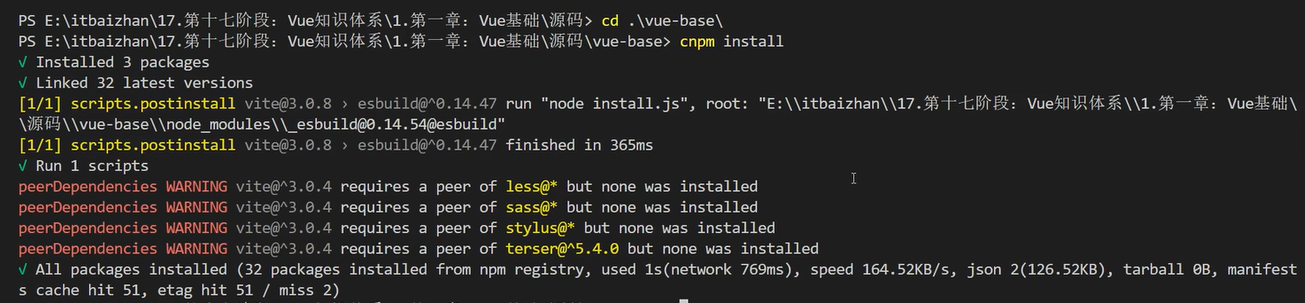 PS E:\itbaizhan\17.第十七阶段：Vue知识体系\1.第一章：Vue基础\源码> cd .\vue-base\
PS E:\itbaizhan\17.第十七阶段：Vue知识体系\1.第一章：Vue基础\源码\vue-base> cnpm install
√ Installed 3 packages
√ Linked 32 latest versions
[1/1] scripts.postinstall vite@3.0.8 › esbuild@^0.14.47 run "node install.js", root: "E:\\itbaizhan\\17.第十七阶段：Vue知识体系\\1.第一章：Vue基础\
\源码\\vue-base\\node_modules\\_esbuild@0.14.54@esbuild"
[1/1] scripts.postinstall vite@3.0.8 › esbuild@^0.14.47 finished in 365ms
√ Run 1 scripts
peerDependencies WARNING vite@^3.0.4 requires a peer of less@* but none was installed
peerDependencies WARNING vite@^3.0.4 requires a peer of sass@* but none was installed
peerDependencies WARNING vite@^3.0.4 requires a peer of stylus@* but none was installed
peerDependencies WARNING vite@^3.0.4 requires a peer of terser@^5.4.0 but none was installed
√ All packages installed (32 packages installed from npm registry, used 1s(network 769ms), speed 164.52KB/s, json 2(126.52KB), tarball 0B, manifest
s cache hit 51, etag hit 51 / miss 2)